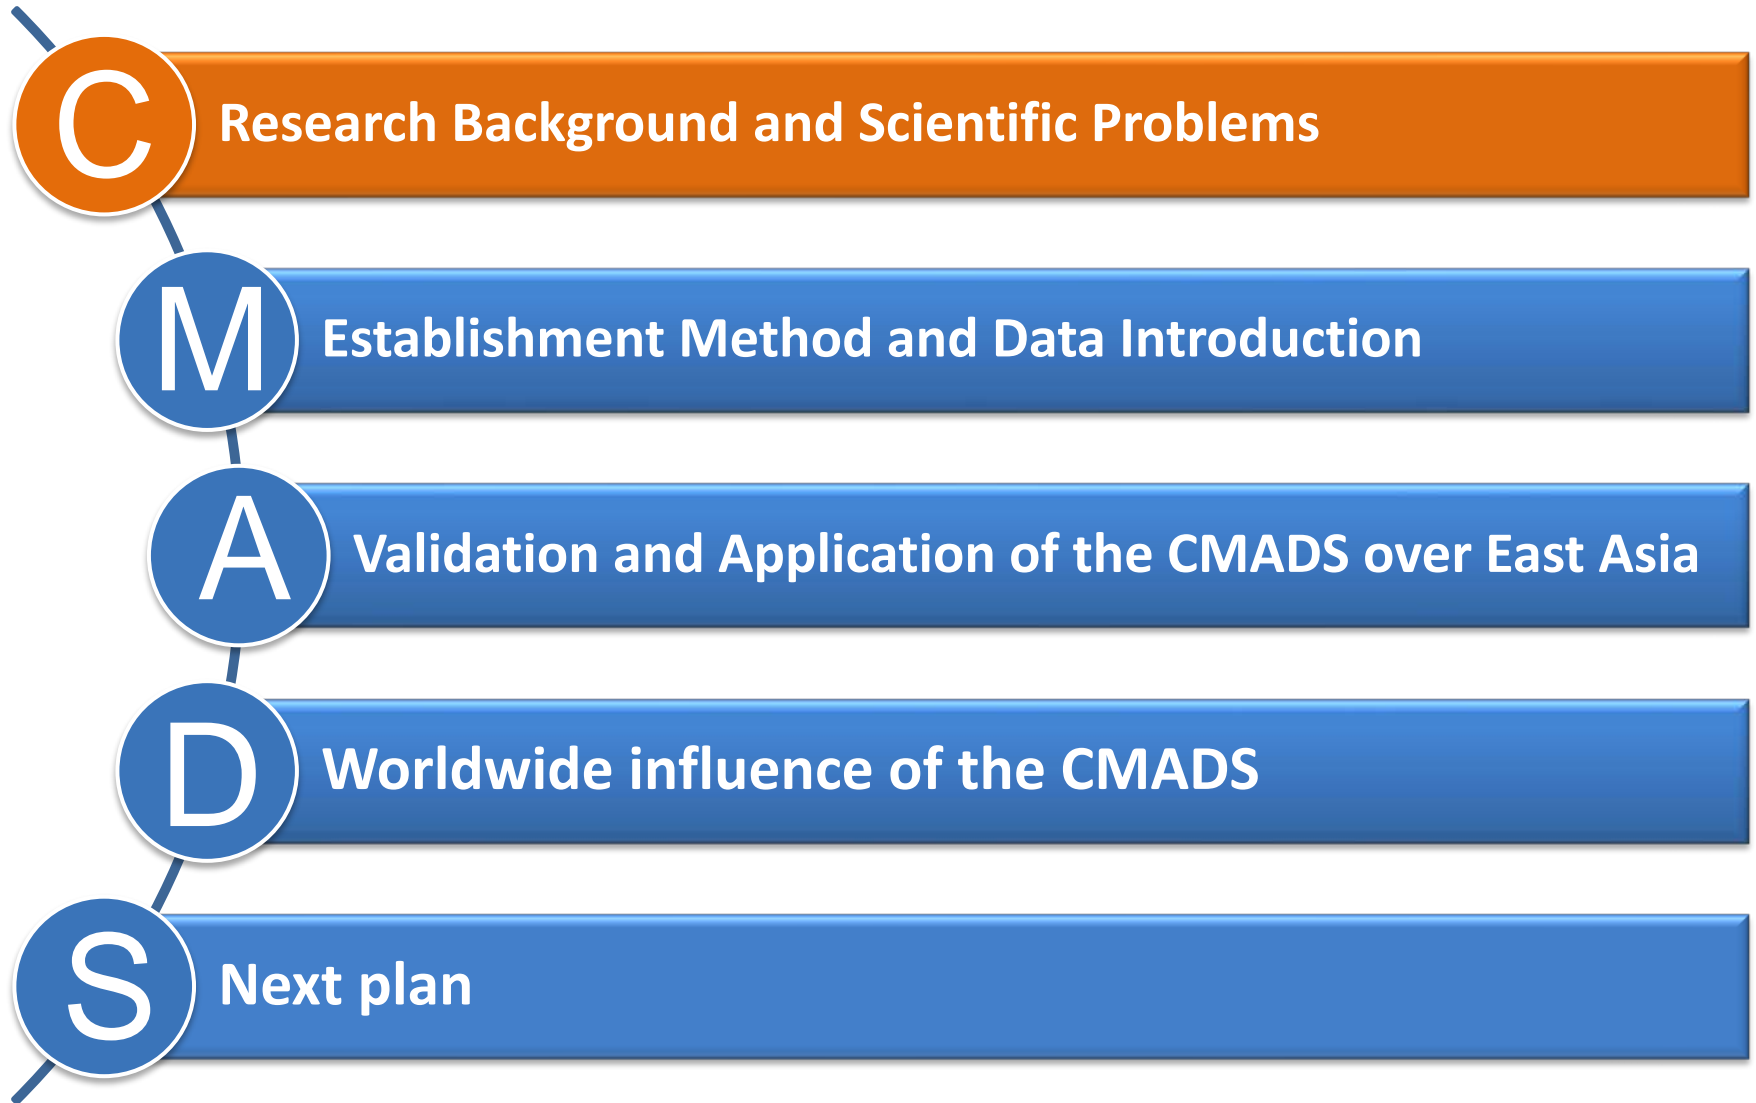 C
Research Background and Scientific Problems
M
Establishment Method and Data Introduction
A
Validation and Application of the CMADS over East Asia
D
Worldwide influence of the CMADS
S
Next plan